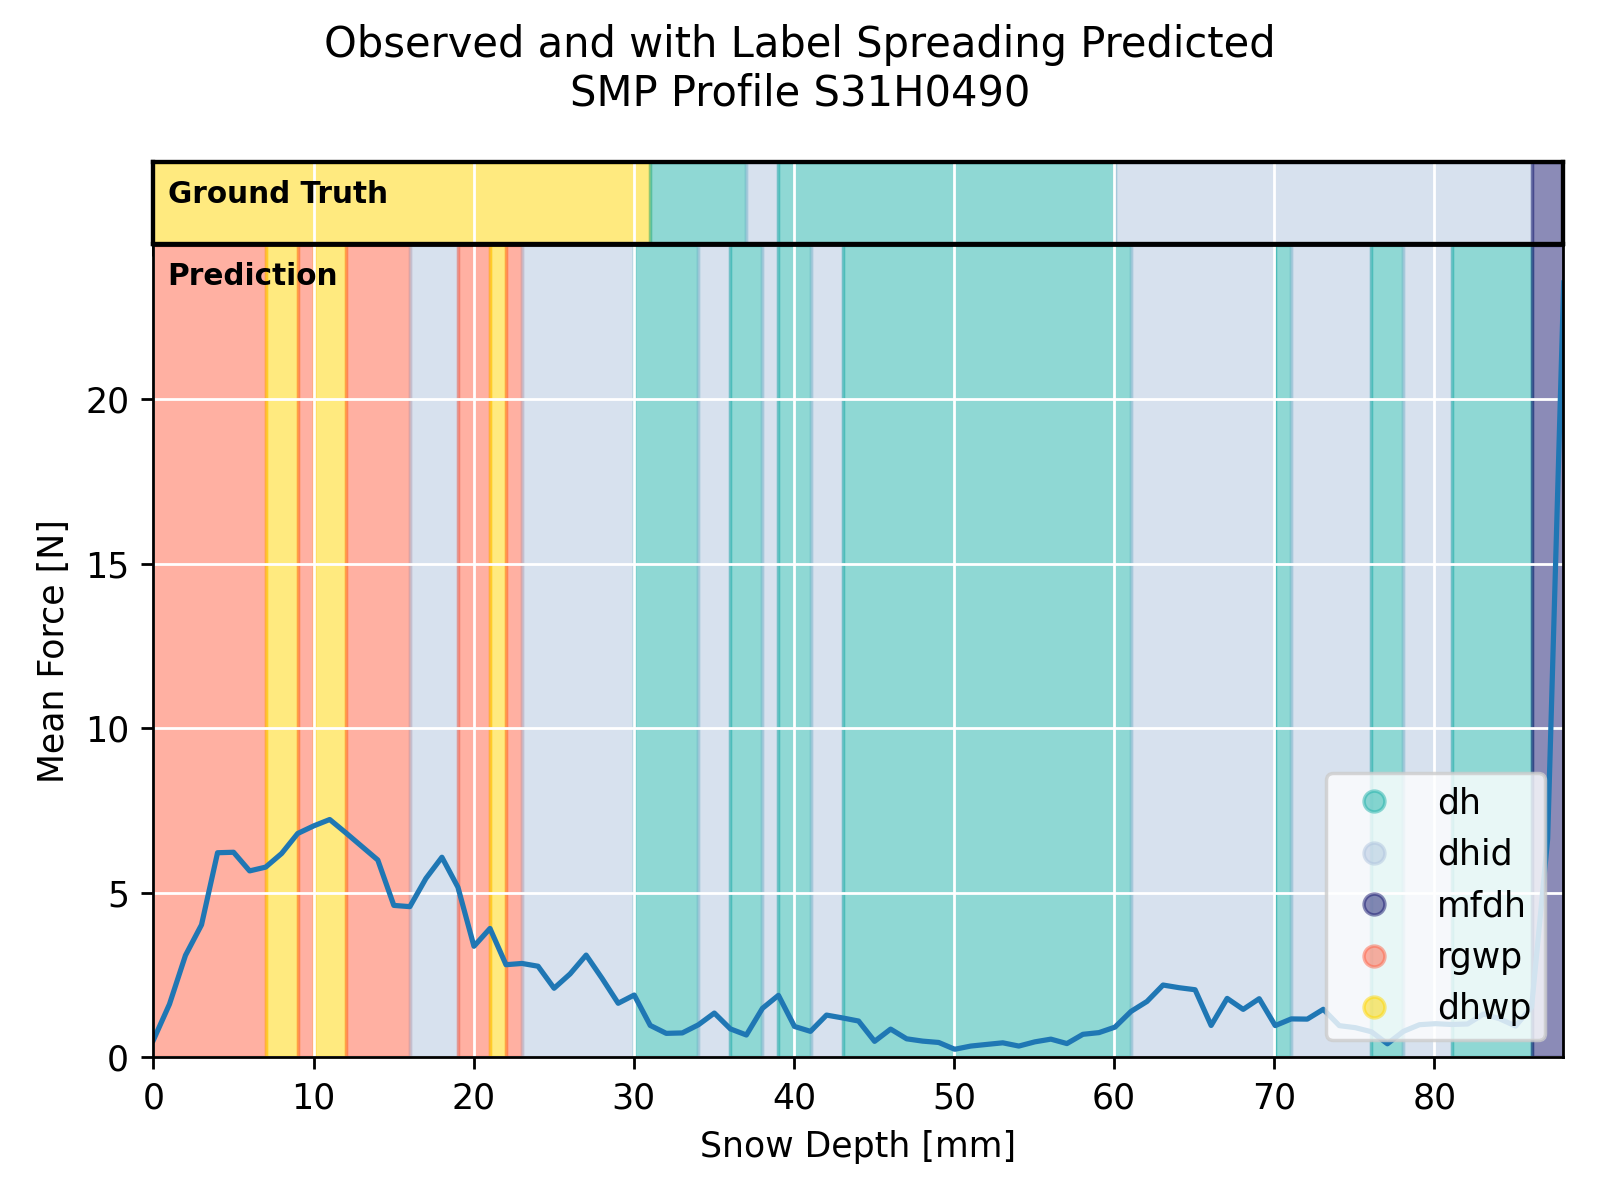 Observed and with Label Spreading Predicted
SMP Profile S31H0490
Ground Truth
Prediction
Mean Force [N]
20
15
10
5
0
dh
dhid
mfdh
rgwp
dhwp
0 10 20 30 40 50 60 70 80
Snow Depth [mm]